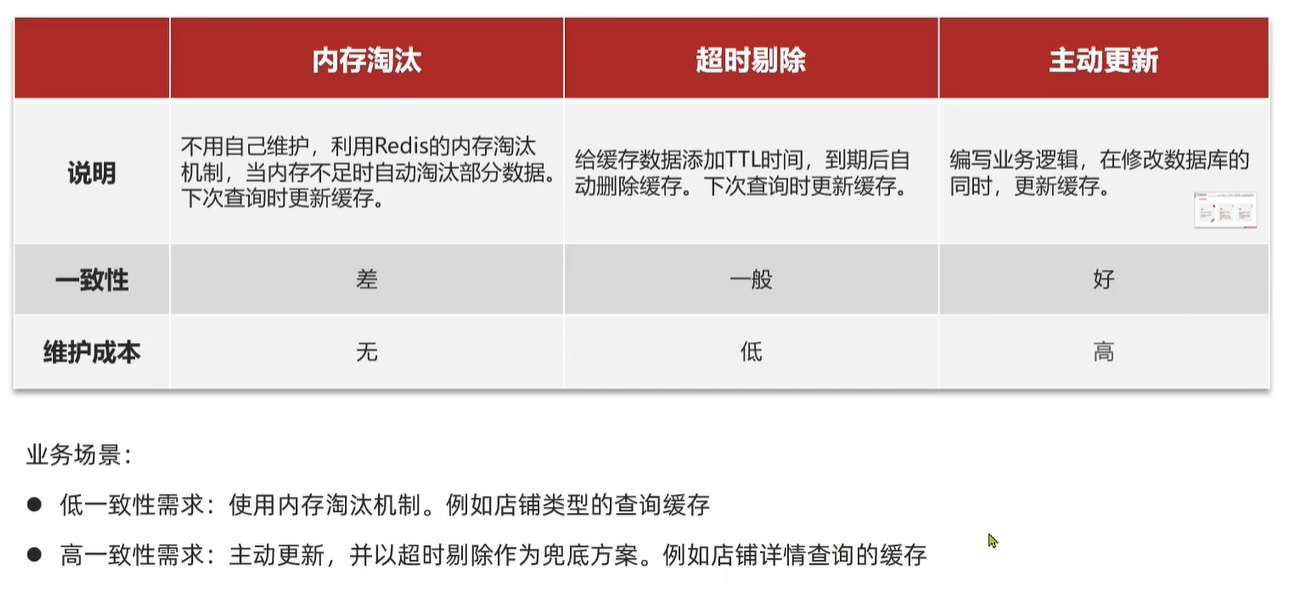 内存淘汰 超时剔除 主动更新
说明
不用自己维护，利用Redis的内存淘汰
机制，当内存不足时自动淘汰部分数据。
下次查询时更新缓存。
给缓存数据添加TTL时间，到期后自
动删除缓存。下次查询时更新缓存。
编写业务逻辑，在修改数据库的
同时，更新缓存。
一致性 差 一般 好
维护成本 无 低 高
业务场景：
● 低一致性需求：使用内存淘汰机制。例如店铺类型的查询缓存
● 高一致性需求：主动更新，并以超时剔除作为兜底方案。例如店铺详情查询的缓存